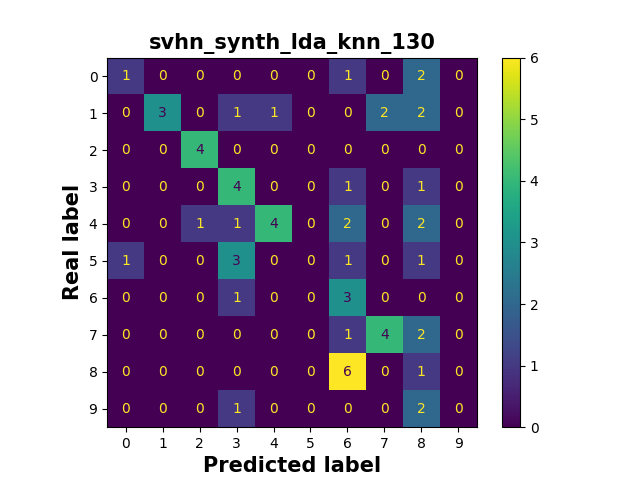 svhn_synth_lda_knn_130
0 1 0 0 0 0 0 1 0 2 0
1 0 3 0 1 1 0 0 2 2 0
2 0 0 4 0 0 0 0 0 0 0
3 0 0 0 4 0 0 1 0 1 0
4 0 0 1 1 4 0 2 0 2 0
5 1 0 0 3 0 0 1 0 1 0
6 0 0 0 1 0 0 3 0 0 0
7 0 0 0 0 0 0 1 4 2 0
8 0 0 0 0 0 0 6 0 1 0
9 0 0 0 1 0 0 0 0 2 0
0 1 2 3 4 5 6 7 8 9
Predicted label
Real label
6
5
4
3
2
1
0